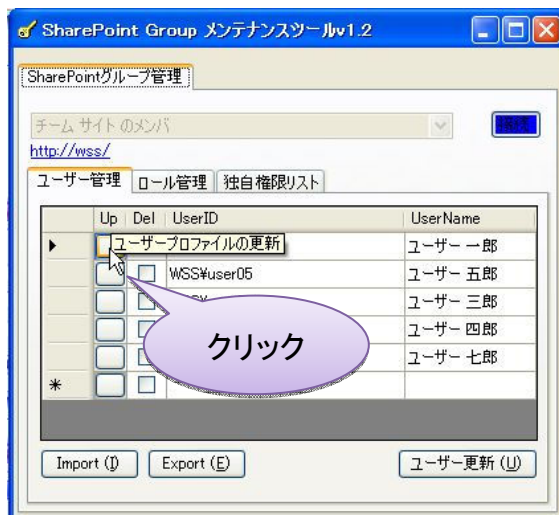 SharePoint Group メンテナンスツールv1.2
SharePointグループ管理
チーム サイト のメンバ
接続
http://wss/
ユーザー管理 ロール管理 独自権限リスト
Up Del UserID UserName
ユーザープロファイルの更新 ユーザー 一郎
WSS¥user05 ユーザー 五郎
ユーザー 三郎
クリック
ユーザー 四郎
ユーザー 七郎
Import (I) Export (E) ユーザー更新 (U)